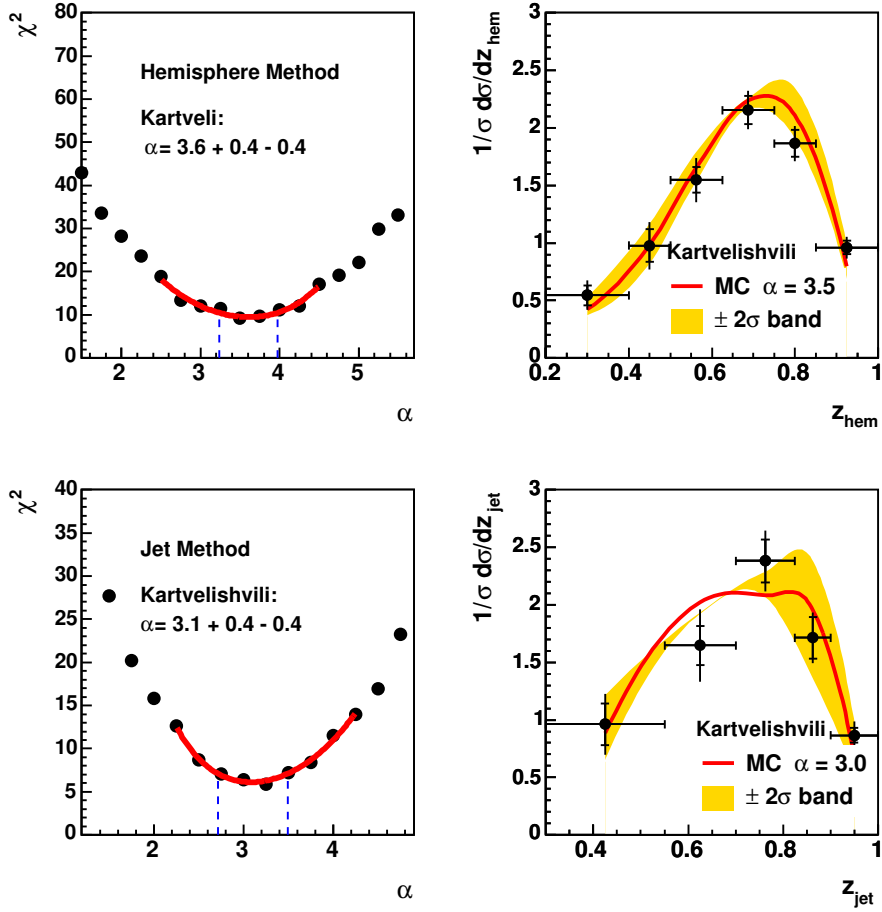 χ²
80
70
60
50
40
30
20
10
0
Hemisphere Method
Kartveli:
α= 3.6 + 0.4 - 0.4
2
3
4
5
α
1/σ dσ/dz_hem
3
2.5
2
1.5
1
0.5
0
Kartvelishvili
MC α = 3.5
± 2σ band
0.2
0.4
0.6
0.8
1
z_hem
χ²
40
35
30
25
20
15
10
5
0
Jet Method
Kartvelishvili:
α= 3.1 + 0.4 - 0.4
2
3
4
α
1/σ dσ/dz_jet
3
2.5
2
1.5
1
0.5
0
Kartvelishvili
MC α = 3.0
± 2σ band
0.4
0.6
0.8
1
z_jet